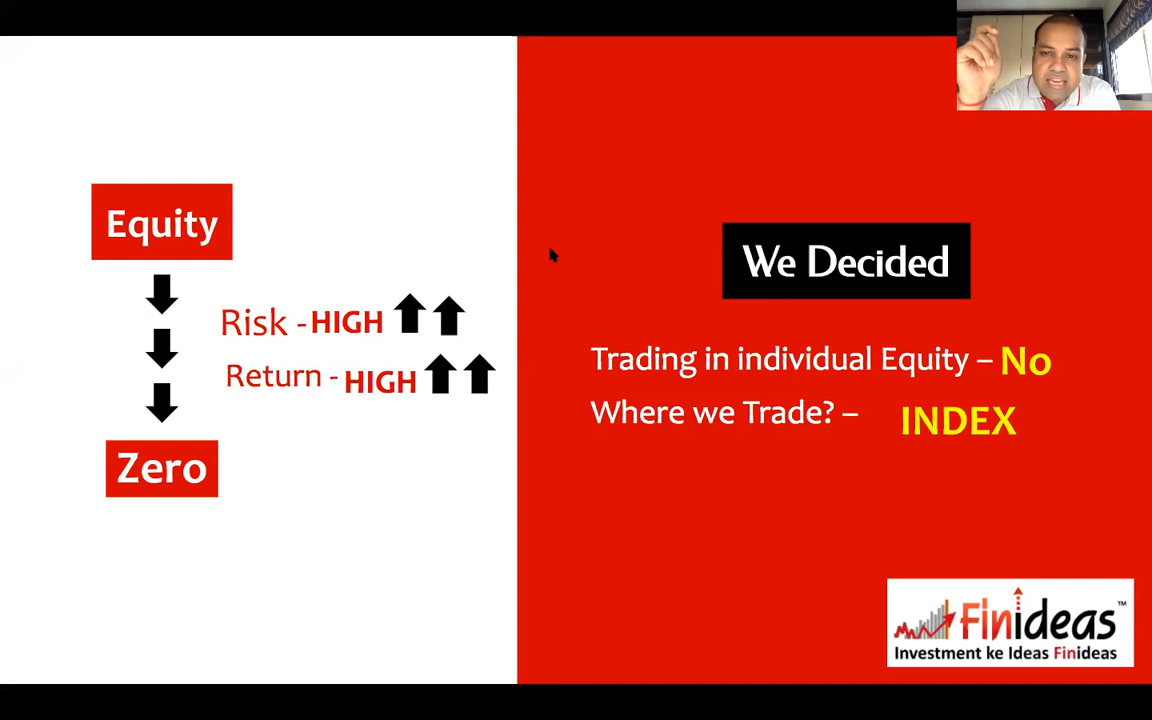 Equity
Risk - HIGH
Return - HIGH
Zero
We Decided
Trading in individual Equity – No
Where we Trade? – INDEX
Finideas™
Investment ke Ideas Finideas